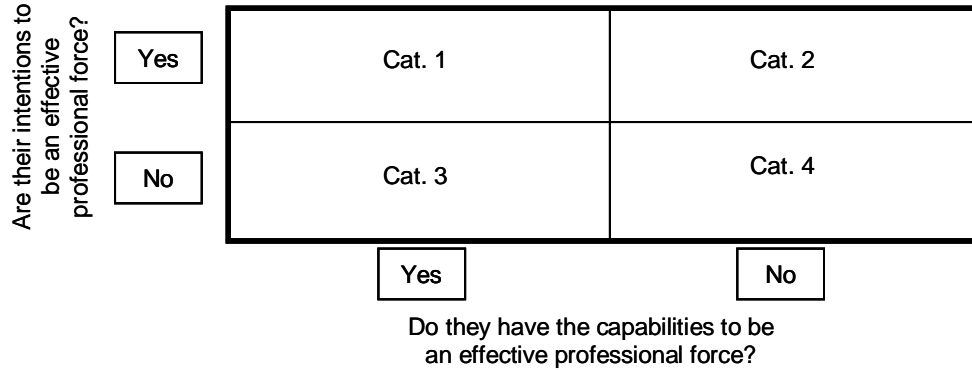 Are their intentions to
be an effective
professional force?
Yes
Cat. 1
Cat. 2
No
Cat. 3
Cat. 4
Yes
No
Do they have the capabilities to be
an effective professional force?